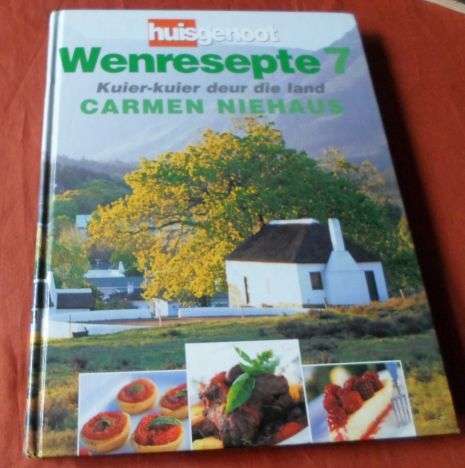 huisgenoot
Wenresepte 7
Kuier-kuier deur die land
CARMEN NIEHAUS